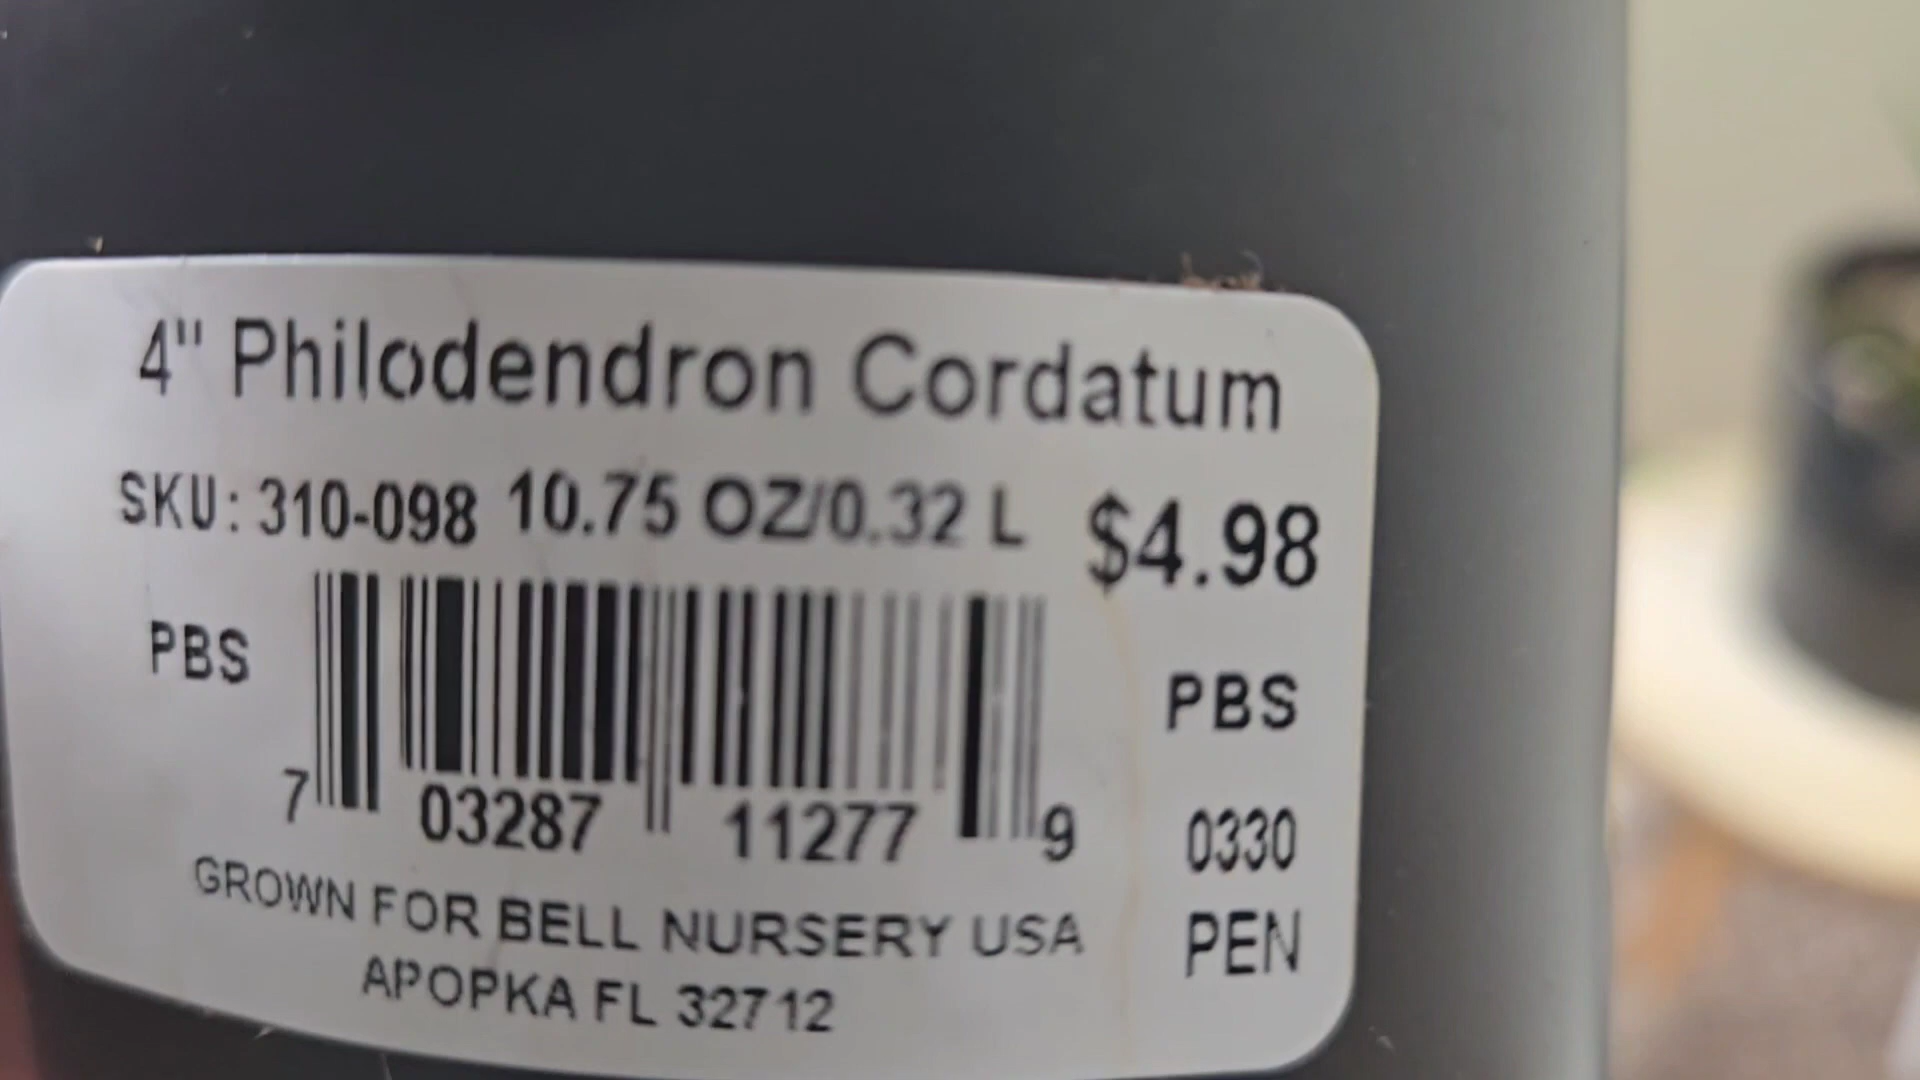 4" Philodendron Cordatum
SKU: 310-098 10.75 OZ/0.32 L $4.98
PBS
PBS
7 03287 11277 9
0330
GROWN FOR BELL NURSERY USA
PEN
APOPKA FL 32712